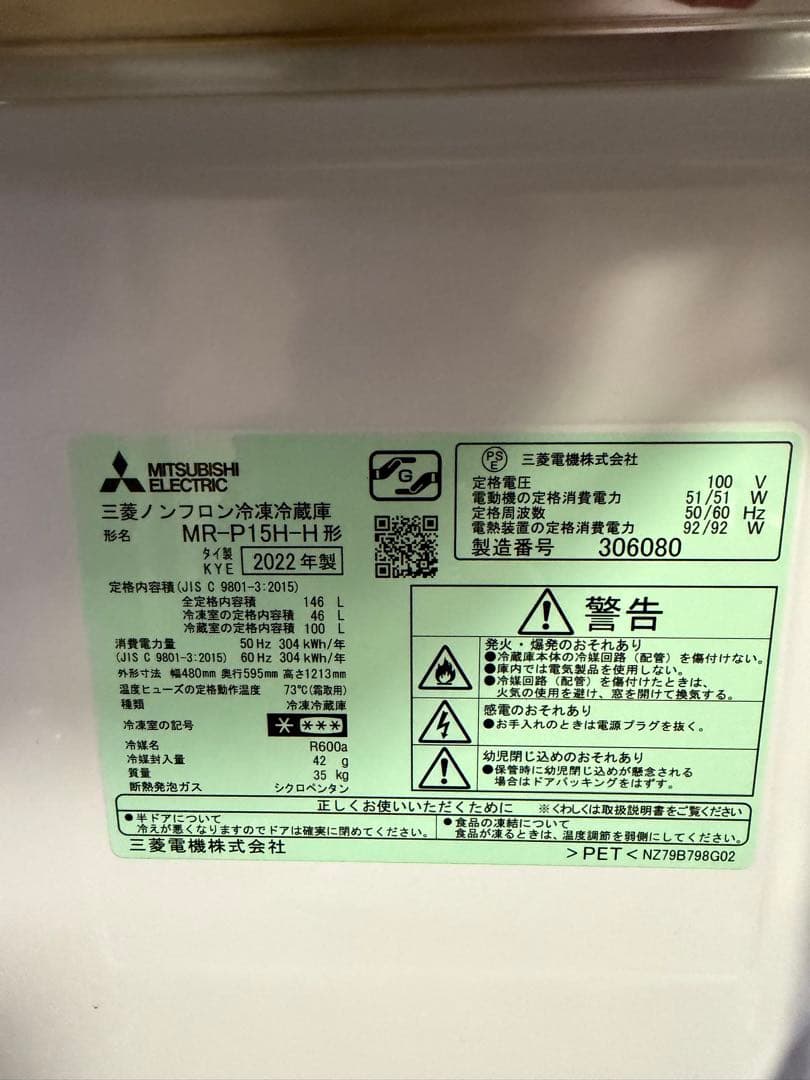 MITSUBISHI
ELECTRIC
三菱ノンフロン冷凍冷蔵庫
形名 MR-P15H-H形
タイ製
KYE 2022年製
定格内容積(JIS C 9801-3:2015)
全定格内容積 146 L
冷凍室の定格内容積 46 L
冷蔵室の定格内容積 100 L
消費電力量 50Hz 304kWh/年
(JIS C 9801-3:2015) 60Hz 304kWh/年
外形寸法 幅480mm 奥行595mm 高さ1213mm
温度ヒューズの定格動作温度 73℃(霜取用)
種類 冷凍冷蔵庫
冷凍室の記号
冷媒名 R600a
冷媒封入量 42 g
質量 35 kg
断熱発泡ガス シクロペンタン
G
PS
E
三菱電機株式会社
定格電圧 100 V
電動機の定格消費電力 51/51 W
定格周波数 50/60 Hz
電熱装置の定格消費電力 92/92 W
製造番号 306080
警告
発火・爆発のおそれあり
●冷蔵庫本体の冷媒回路(配管)を傷付けない。
●庫内では電気製品を使用しない。
●冷媒回路(配管)を傷付けたときは、
火気の使用を避け、窓を開けて換気する。
感電のおそれあり
●お手入れのときは電源プラグを抜く。
幼児閉じ込めのおそれあり
●保管時に幼児閉じ込めが懸念される
場合はドアパッキングをはずす。
正しくお使いいただくために ※くわしくは取扱説明書をご覧ください
●半ドアについて
冷えが悪くなりますのでドアは確実に閉めてください。
●食品の凍結について
食品が凍るときは、温度調節を弱側にしてください。
三菱電機株式会社
>PET< NZ79B798G02